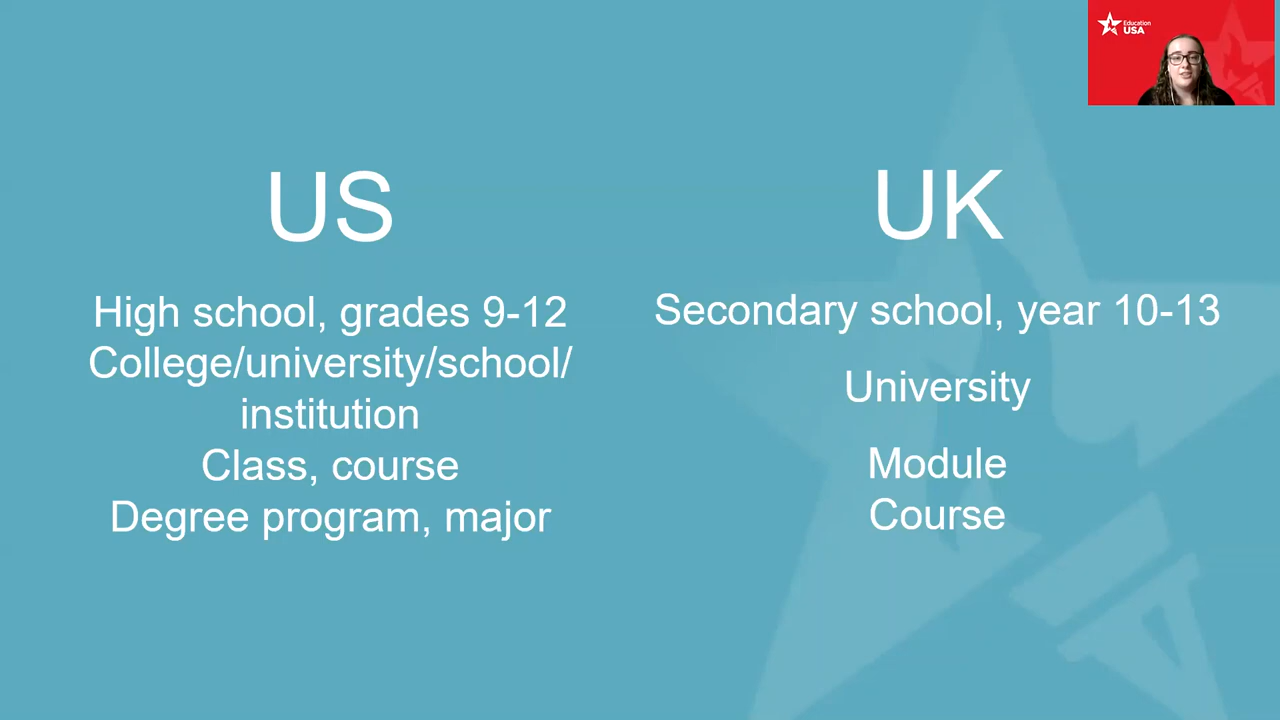 Education
USA
US
High school, grades 9-12
College/university/school/
institution
Class, course
Degree program, major
UK
Secondary school, year 10-13
University
Module
Course